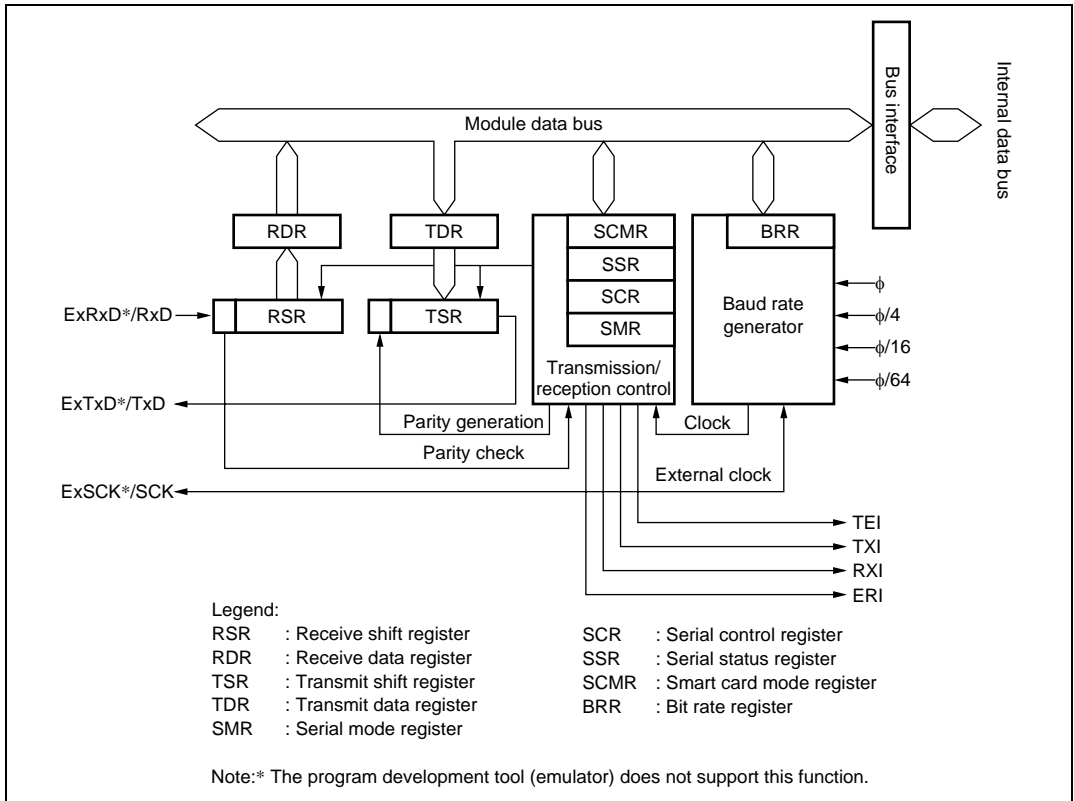 Bus interface
Internal data bus
Module data bus
RDR
TDR
SCMR
BRR
SSR
SCR
SMR
RSR
TSR
Baud rate
generator
ExRxD*/RxD
ϕ
ϕ/4
ϕ/16
ϕ/64
Transmission/
reception control
ExTxD*/TxD
Parity generation
Clock
Parity check
External clock
ExSCK*/SCK
TEI
TXI
RXI
ERI
Legend:
RSR : Receive shift register
RDR : Receive data register
TSR : Transmit shift register
TDR : Transmit data register
SMR : Serial mode register
SCR : Serial control register
SSR : Serial status register
SCMR : Smart card mode register
BRR : Bit rate register
Note:* The program development tool (emulator) does not support this function.